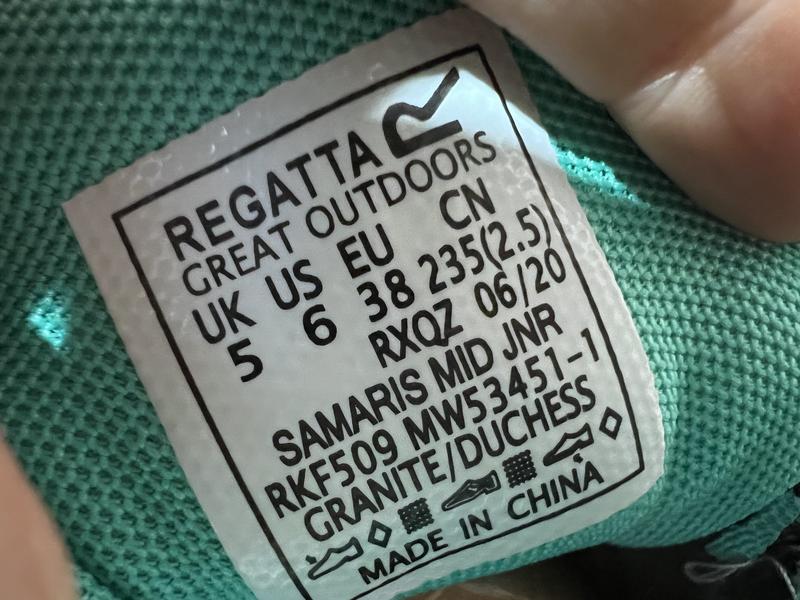 REGATTA
GREAT OUTDOORS
UK US EU CN
5 6 38 235(2.5)
RXQZ 06/20
SAMARIS MID JNR
RKF509 MW53451-1
GRANITE/DUCHESS
MADE IN CHINA